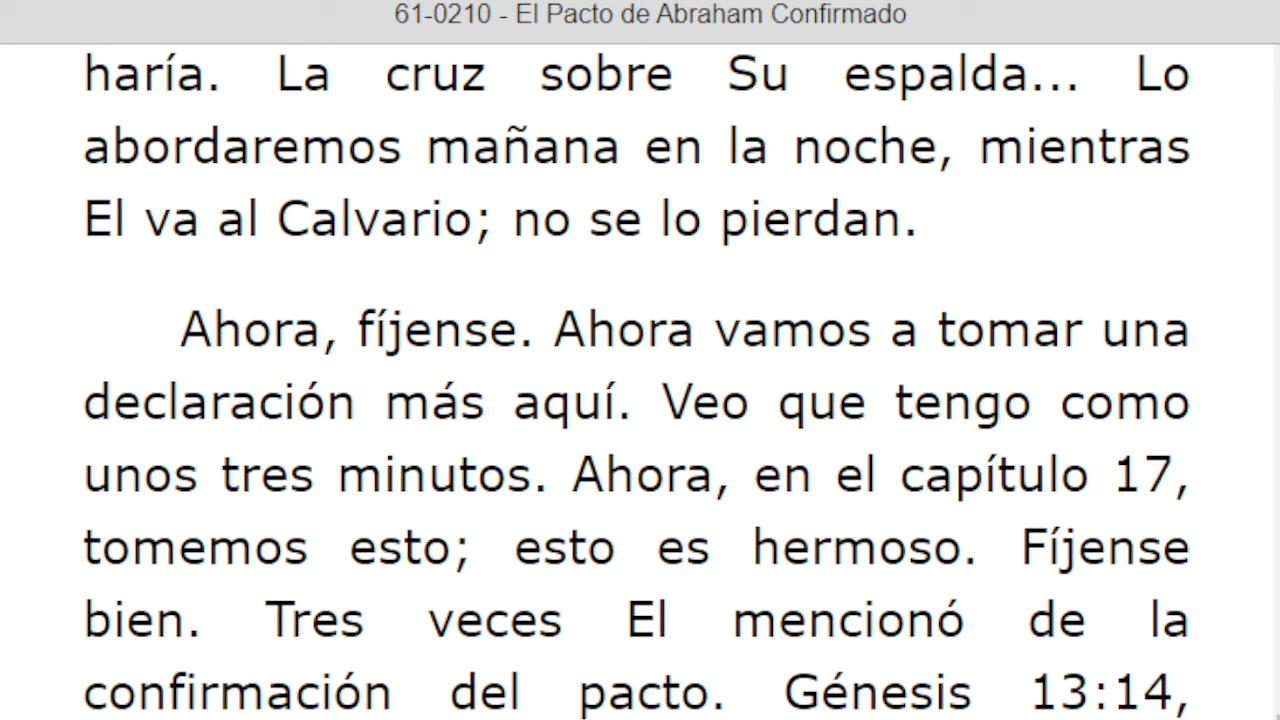 61-0210 - El Pacto de Abraham Confirmado
haría. La cruz sobre Su espalda... Lo
abordaremos mañana en la noche, mientras
El va al Calvario; no se lo pierdan.
Ahora, fíjense. Ahora vamos a tomar una
declaración más aquí. Veo que tengo como
unos tres minutos. Ahora, en el capítulo 17,
tomemos esto; esto es hermoso. Fíjense
bien. Tres veces El mencionó de la
confirmación del pacto. Génesis 13:14,